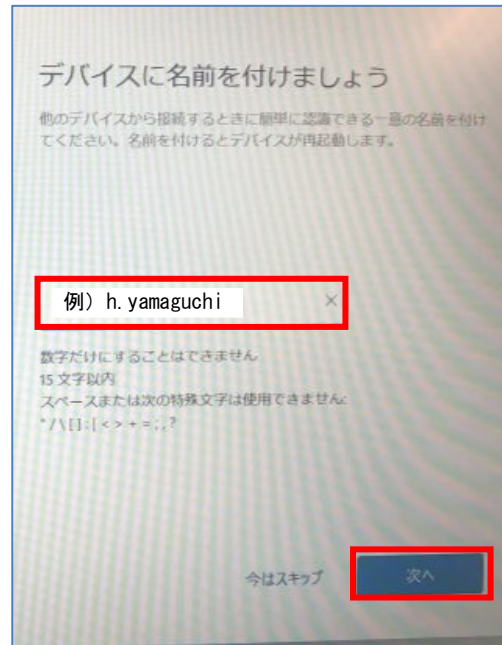 デバイスに名前を付けましょう
他のデバイスから接続するときに簡単に認識できる一意の名前を付け
てください。名前を付けるとデバイスが再起動します。
例）h.yamaguchi ×
数字だけにすることはできません
15 文字以内
スペースまたは次の特殊文字は使用できません:
"/\[]:|<>+=;,?
今はスキップ
次へ